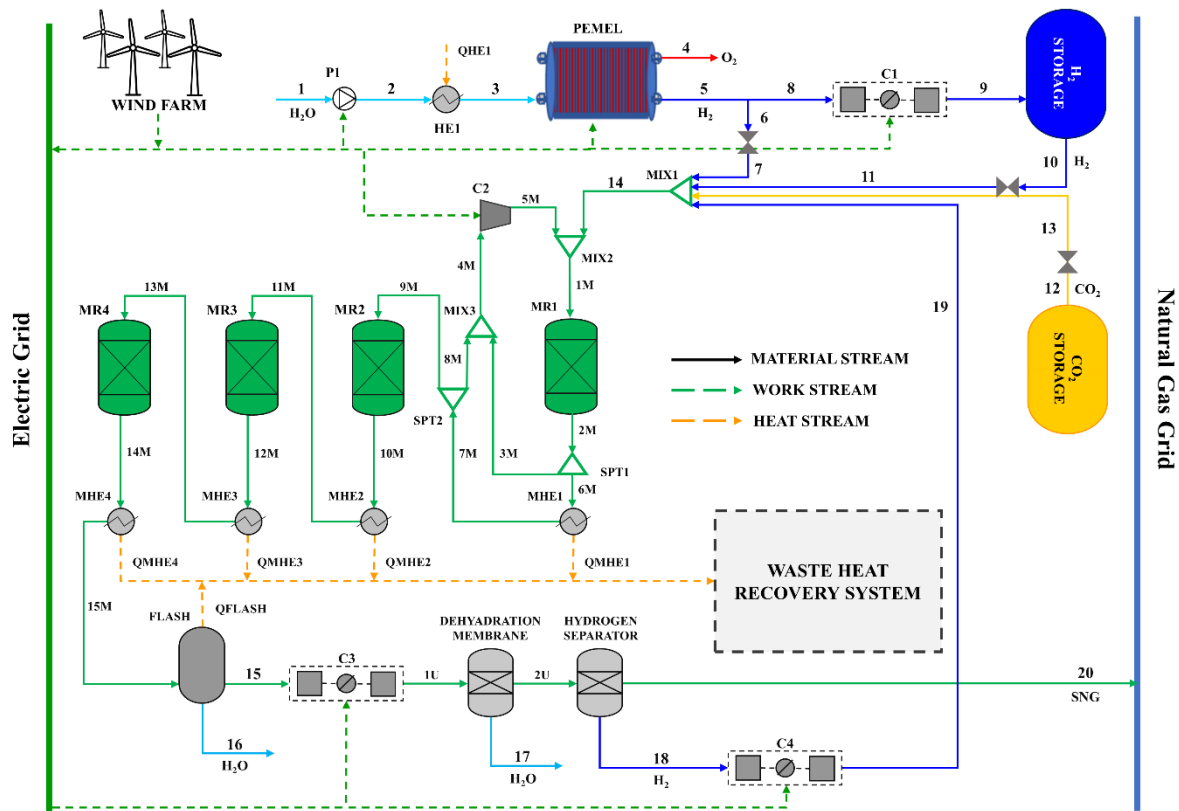 PEMEL
QHE1
4
O2
P1
C1
1
2
3
5
8
9
H2O
H2
6
HE1
WIND FARM
H2
STORAGE
10
H2
7
11
14
MIX1
C2
5M
13
MIX2
4M
12
CO2
1M
13M
11M
9M
19
MR4
MR3
MR2
MIX3
MR1
CO2
STORAGE
8M
MATERIAL STREAM
WORK STREAM
HEAT STREAM
SPT2
2M
14M
12M
10M
7M
3M
SPT1
6M
MHE4
MHE3
MHE2
MHE1
QMHE4
QMHE3
QMHE2
QMHE1
WASTE HEAT
RECOVERY SYSTEM
15M
FLASH
QFLASH
DEHYADRATION
MEMBRANE
HYDROGEN
SEPARATOR
C3
15
1U
2U
20
SNG
16
H2O
17
H2O
18
H2
C4
Electric Grid
Natural Gas Grid